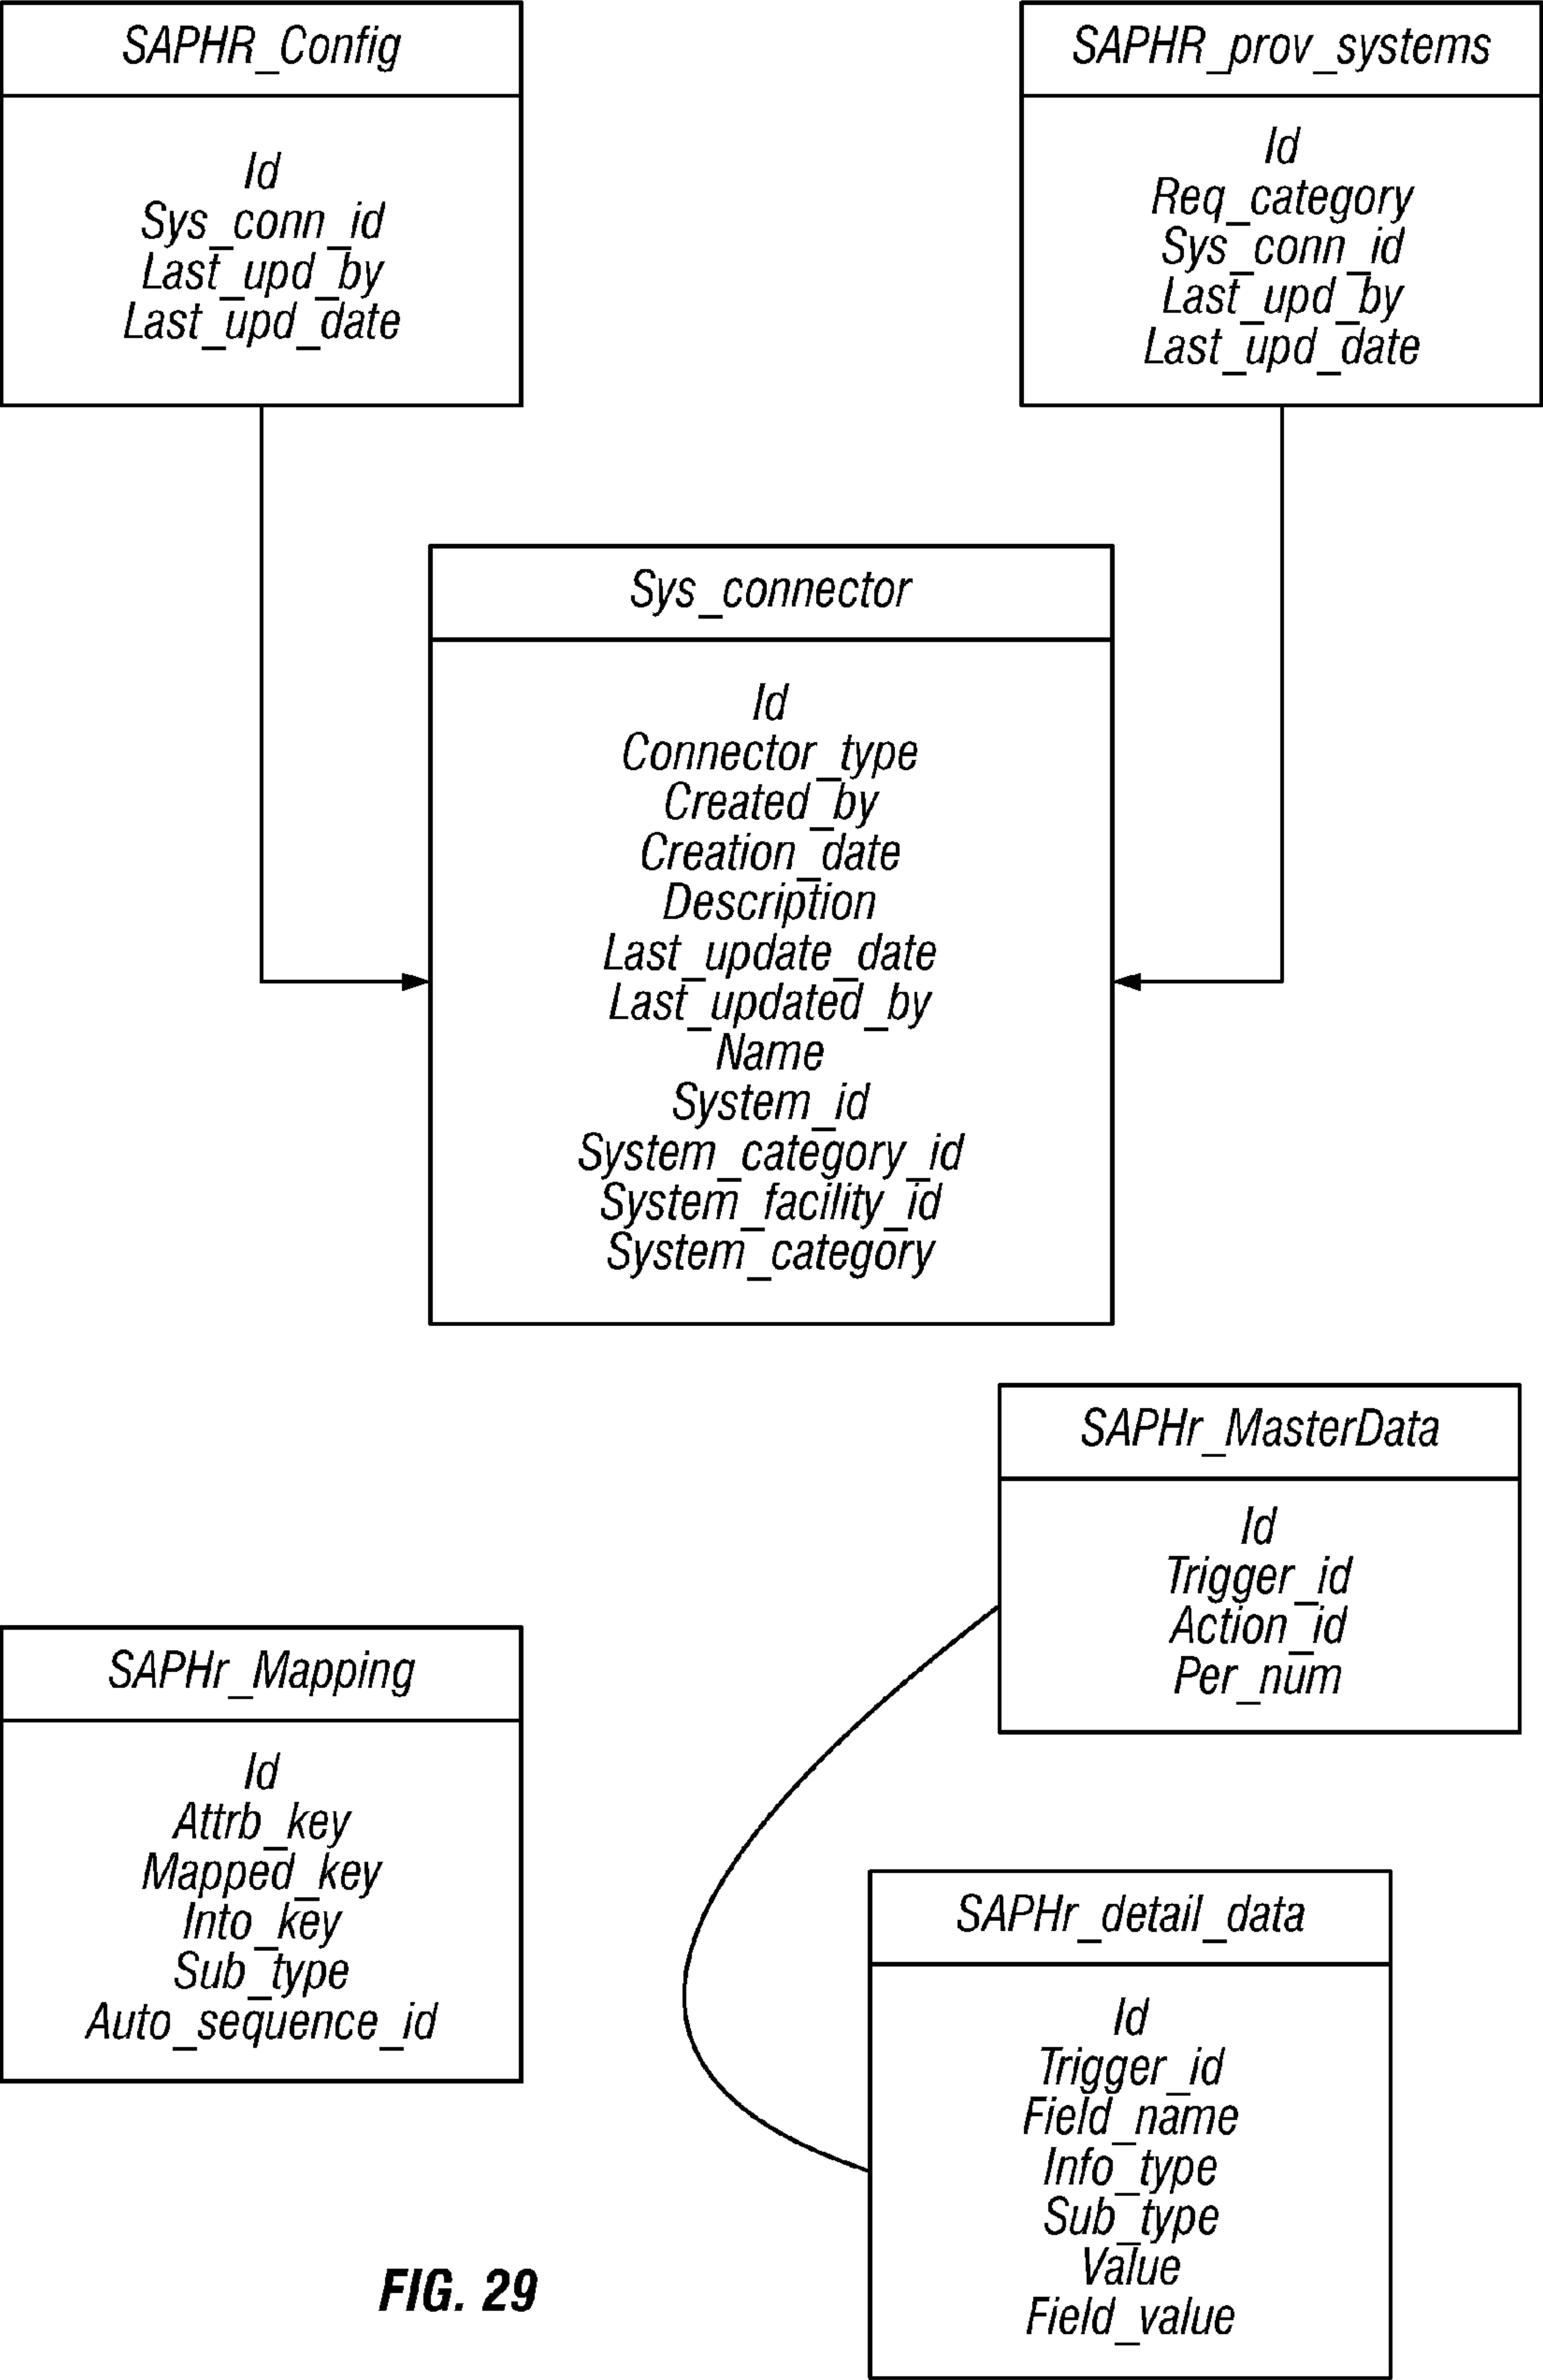 SAPHR_Config
Id
Sys_conn_id
Last_upd_by
Last_upd_date
SAPHR_prov_systems
Id
Req_category
Sys_conn_id
Last_upd_by
Last_upd_date
Sys_connector
Id
Connector_type
Created_by
Creation_date
Description
Last_update_date
Last_updated_by
Name
System_id
System_category_id
System_facility_id
System_category
SAPHr_MasterData
Id
Trigger_id
Action_id
Per_num
SAPHr_Mapping
Id
Attrb_key
Mapped_key
Into_key
Sub_type
Auto_sequence_id
SAPHr_detail_data
Id
Trigger_id
Field_name
Info_type
Sub_type
Value
Field_value
FIG. 29